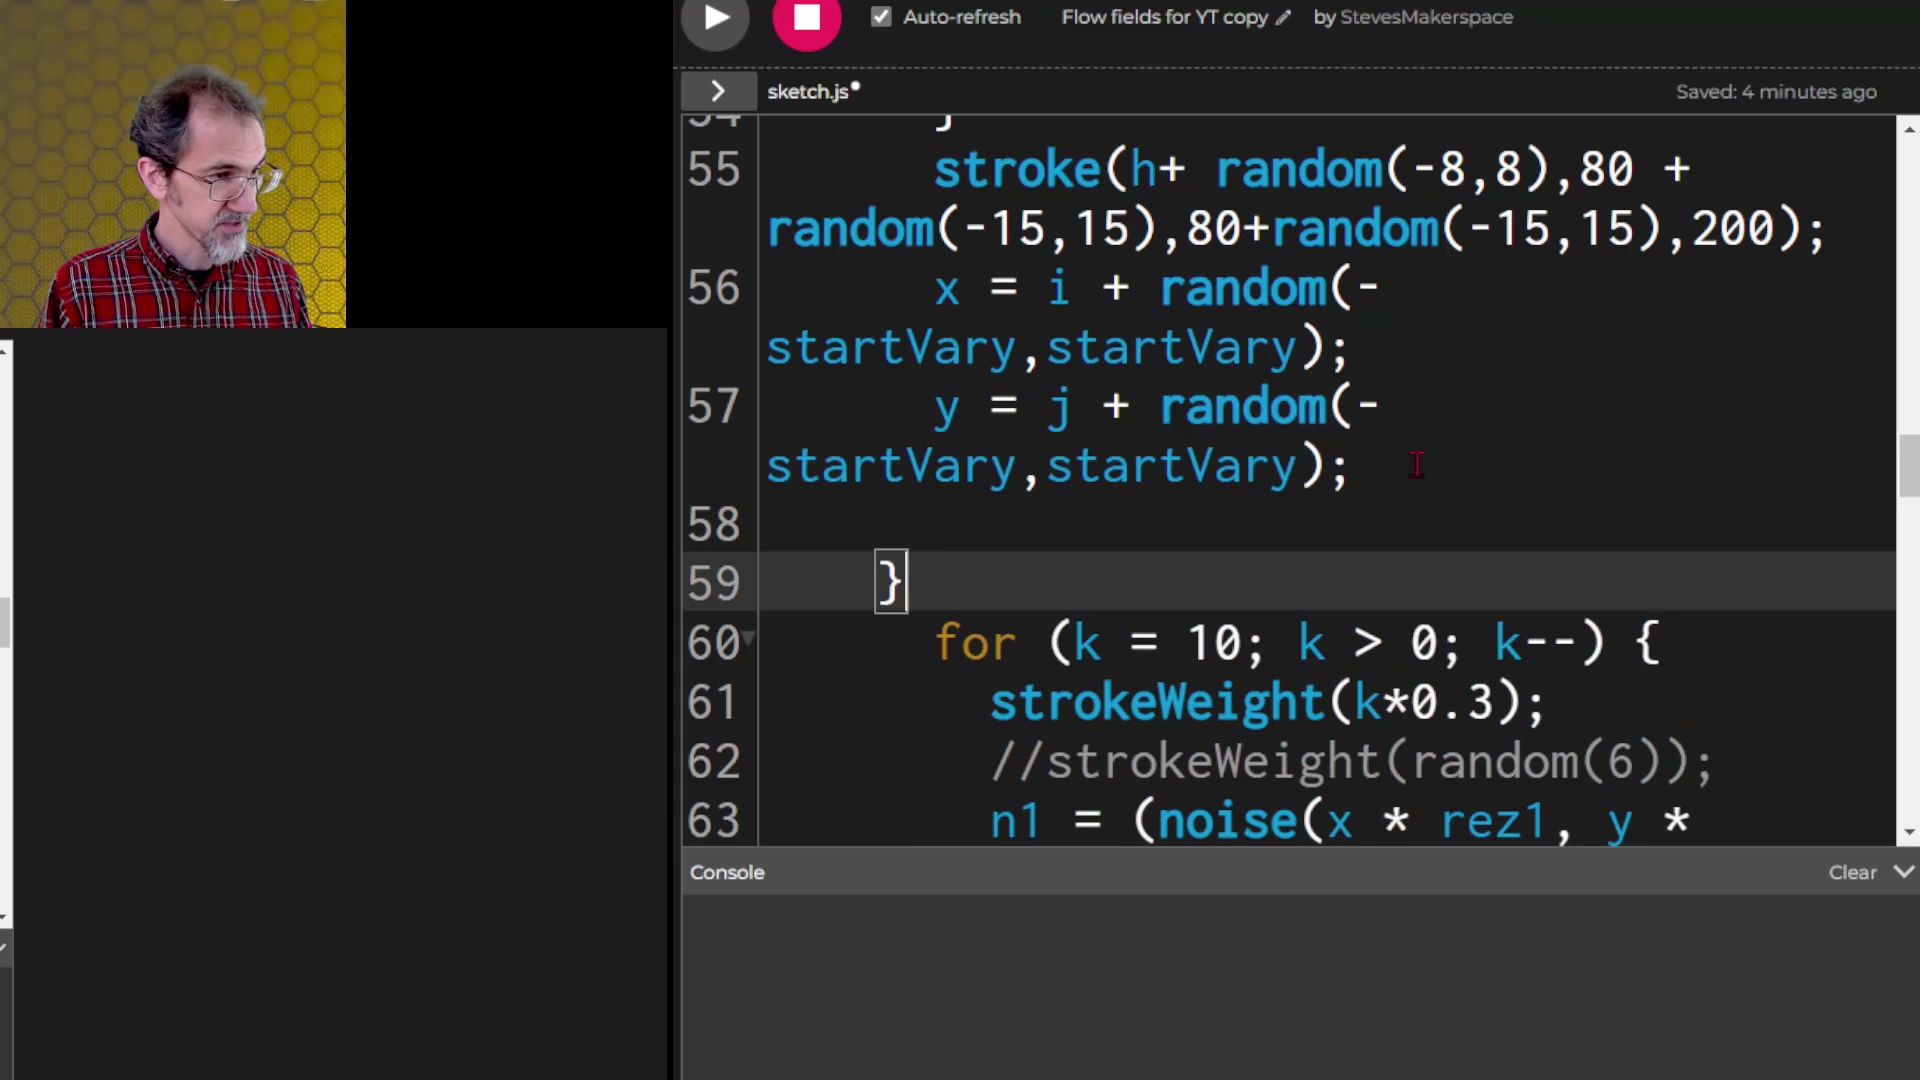 Auto-refresh Flow fields for YT copy by StevesMakerspace
sketch.js Saved: 4 minutes ago
54 }
55 stroke(h+ random(-8,8),80 +
random(-15,15),80+random(-15,15),200);
56 x = i + random(-
startVary,startVary);
57 y = j + random(-
startVary,startVary);
58
59 }
60 for (k = 10; k > 0; k--) {
61 strokeWeight(k*0.3);
62 //strokeWeight(random(6));
63 n1 = (noise(x * rez1, y *
Console Clear